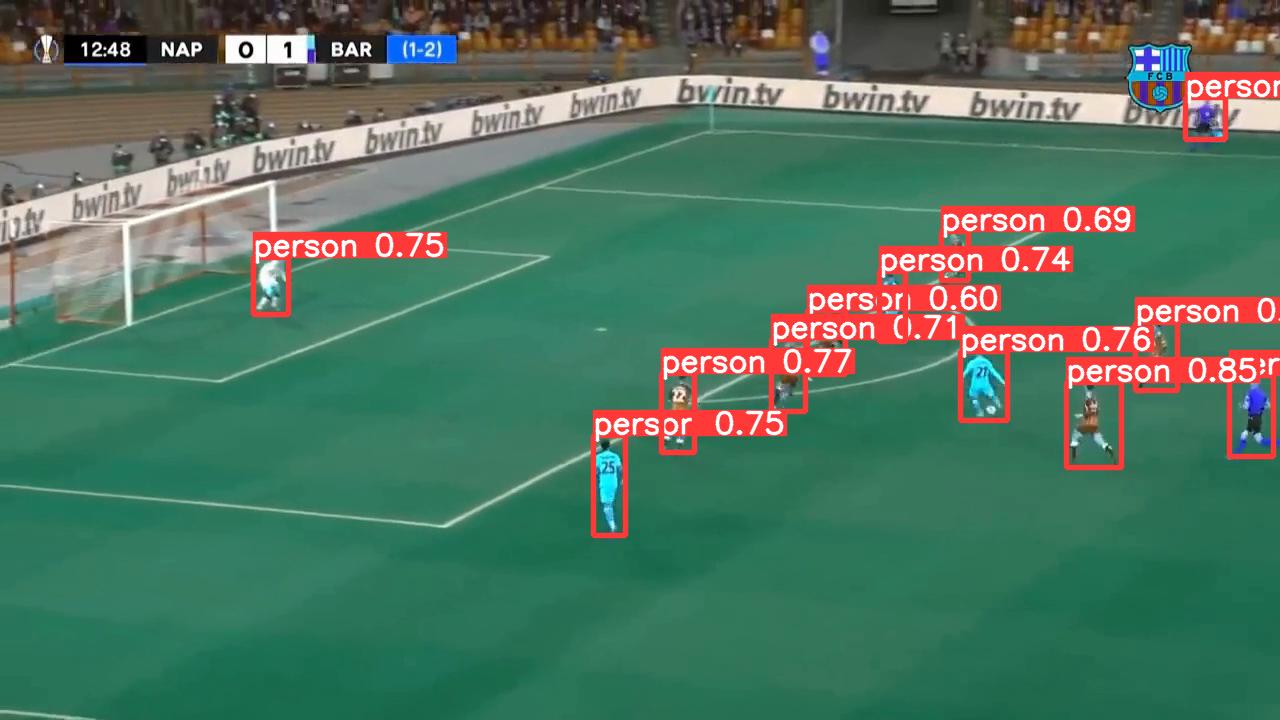 12:48 NAP 0 1 BAR (1-2)
FCB
bwin.tv bwin.tv bwin.tv bwin.tv
bwin.tv
bwin.tv
bwin.tv
bwin.tv
bwin.tv
bwin.tv
person
person 0.69
person 0.75
person 0.74
person 0.60
person 0.71
person 0.76
person 0.77
person 0.85
person 0.75
21
22
25